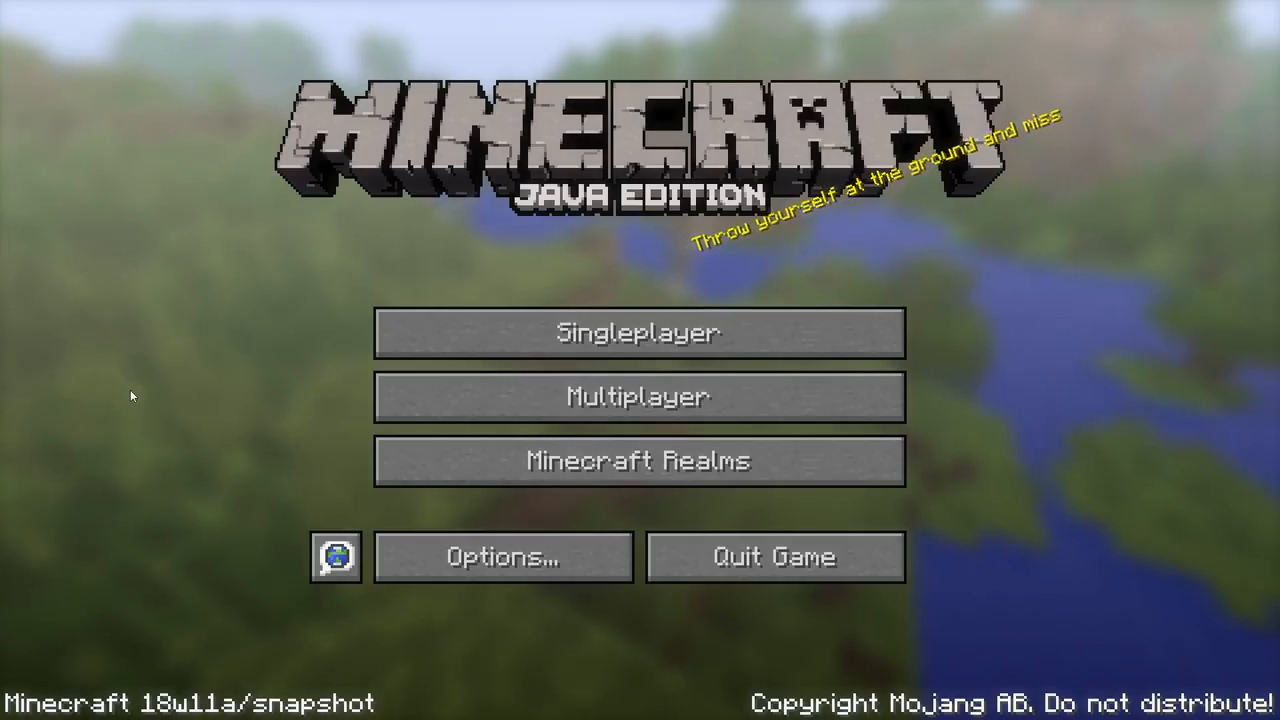 MINECRAFT
JAVA EDITION
Throw yourself at the ground and miss
Singleplayer
Multiplayer
Minecraft Realms
Options...
Quit Game
Minecraft 18w11a/snapshot
Copyright Mojang AB. Do not distribute!